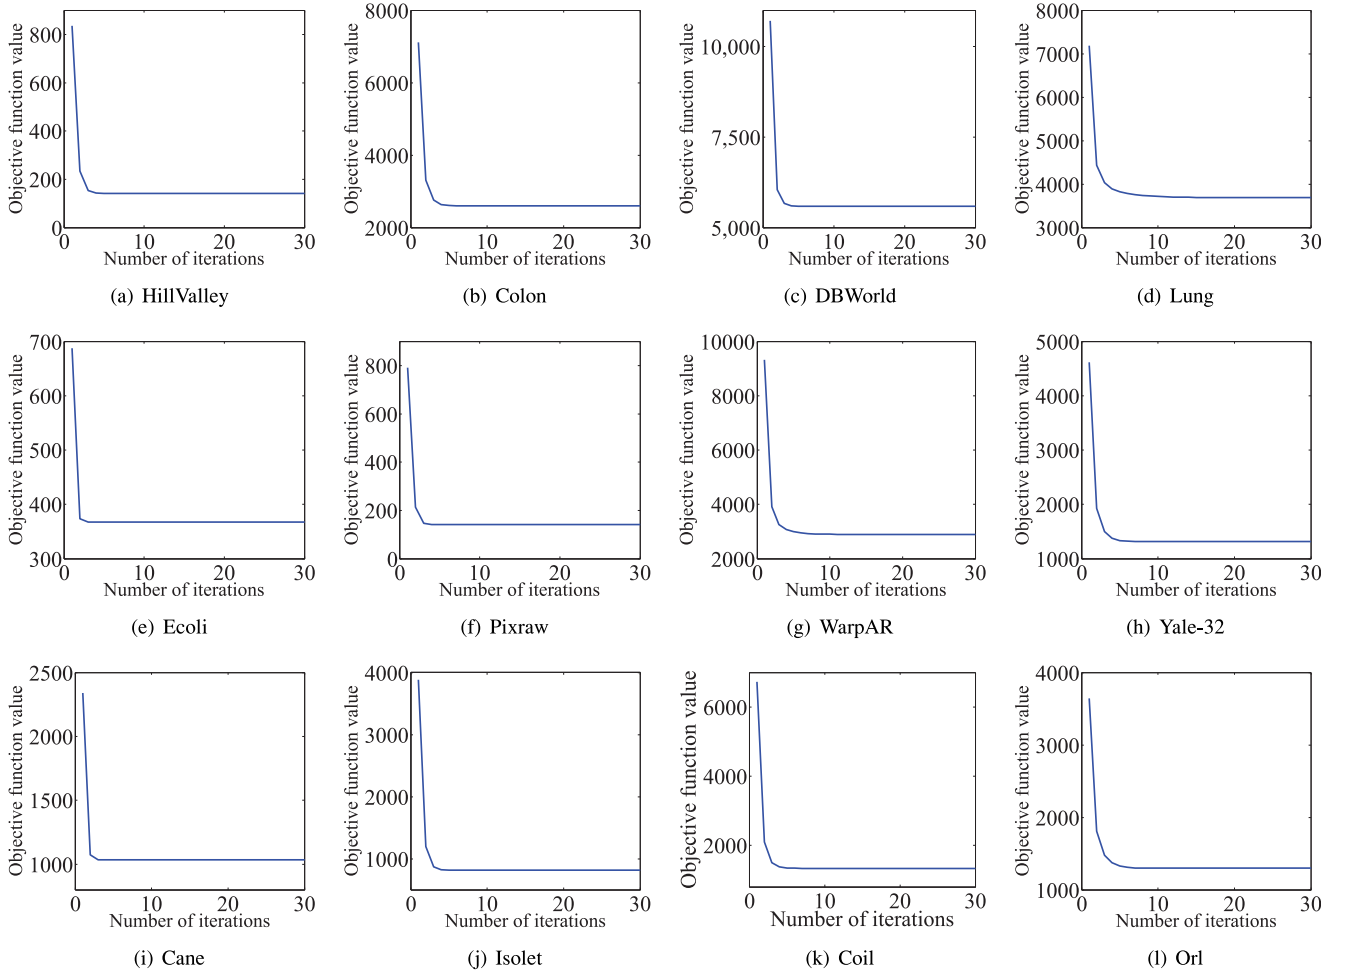 Objective function value
800
600
400
200
0
0 10 20 30
Number of iterations
(a) HillValley
Objective function value
8000
6000
4000
2000
0 10 20 30
Number of iterations
(b) Colon
Objective function value
10,000
7,500
5,000
0 10 20 30
Number of iterations
(c) DBWorld
Objective function value
8000
7000
6000
5000
4000
3000
0 10 20 30
Number of iterations
(d) Lung
Objective function value
700
600
500
400
300
0 10 20 30
Number of iterations
(e) Ecoli
Objective function value
800
600
400
200
0
0 10 20 30
Number of iterations
(f) Pixraw
Objective function value
10000
8000
6000
4000
2000
0 10 20 30
Number of iterations
(g) WarpAR
Objective function value
5000
4000
3000
2000
1000
0 10 20 30
Number of iterations
(h) Yale-32
Objective function value
2500
2000
1500
1000
0 10 20 30
Number of iterations
(i) Cane
Objective function value
4000
3000
2000
1000
0 10 20 30
Number of iterations
(j) Isolet
Objective function value
6000
4000
2000
0 10 20 30
Number of iterations
(k) Coil
Objective function value
4000
3000
2000
1000
0 10 20 30
Number of iterations
(l) Orl